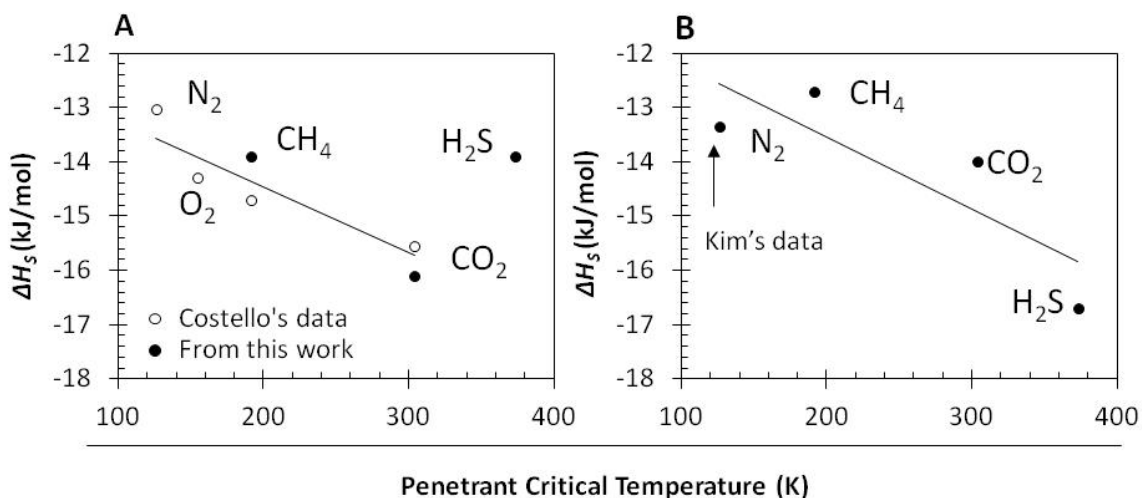 A
-12
-13
-14
-15
-16
-17
-18
ΔH_S (kJ/mol)
N₂
CH₄
H₂S
O₂
CO₂
Costello's data
From this work
100 200 300 400
B
-12
-13
-14
-15
-16
-17
-18
ΔH_S (kJ/mol)
CH₄
N₂
CO₂
Kim's data
H₂S
100 200 300 400
Penetrant Critical Temperature (K)